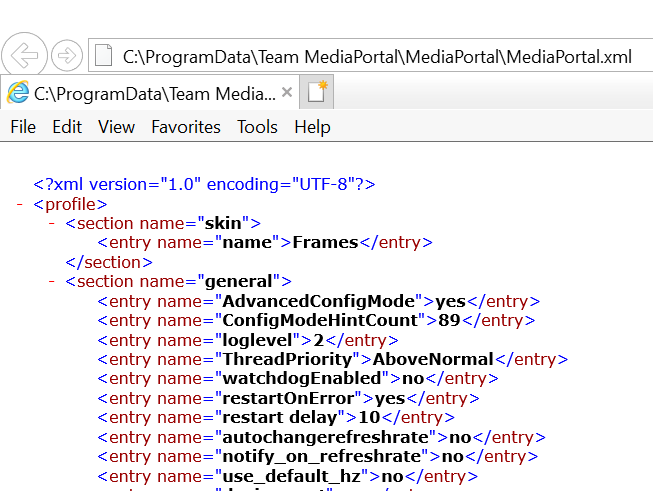 C:\ProgramData\Team MediaPortal\MediaPortal\MediaPortal.xml
C:\ProgramData\Team Media...
File Edit View Favorites Tools Help
<?xml version="1.0" encoding="UTF-8"?>
- <profile>
- <section name="skin">
<entry name="name">Frames</entry>
</section>
- <section name="general">
<entry name="AdvancedConfigMode">yes</entry>
<entry name="ConfigModeHintCount">89</entry>
<entry name="loglevel">2</entry>
<entry name="ThreadPriority">AboveNormal</entry>
<entry name="watchdogEnabled">no</entry>
<entry name="restartOnError">yes</entry>
<entry name="restart delay">10</entry>
<entry name="autochangerefreshrate">no</entry>
<entry name="notify_on_refreshrate">no</entry>
<entry name="use_default_hz">no</entry>